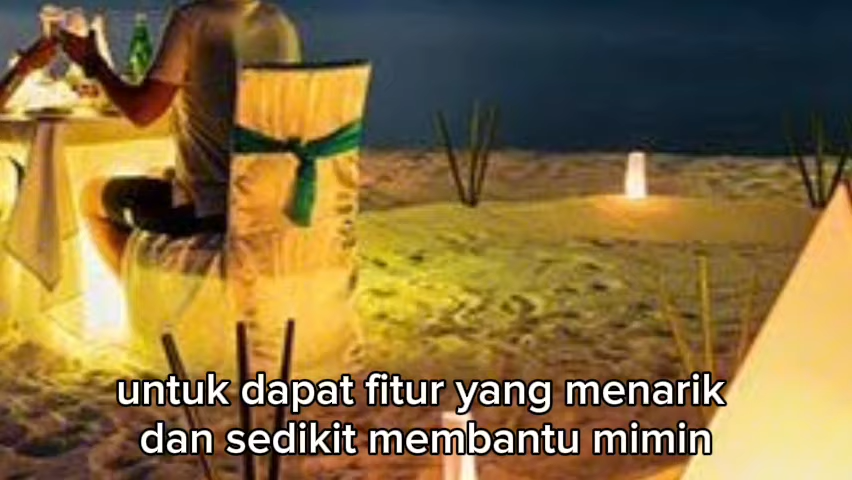 untuk dapat fitur yang menarik
dan sedikit membantu mimin